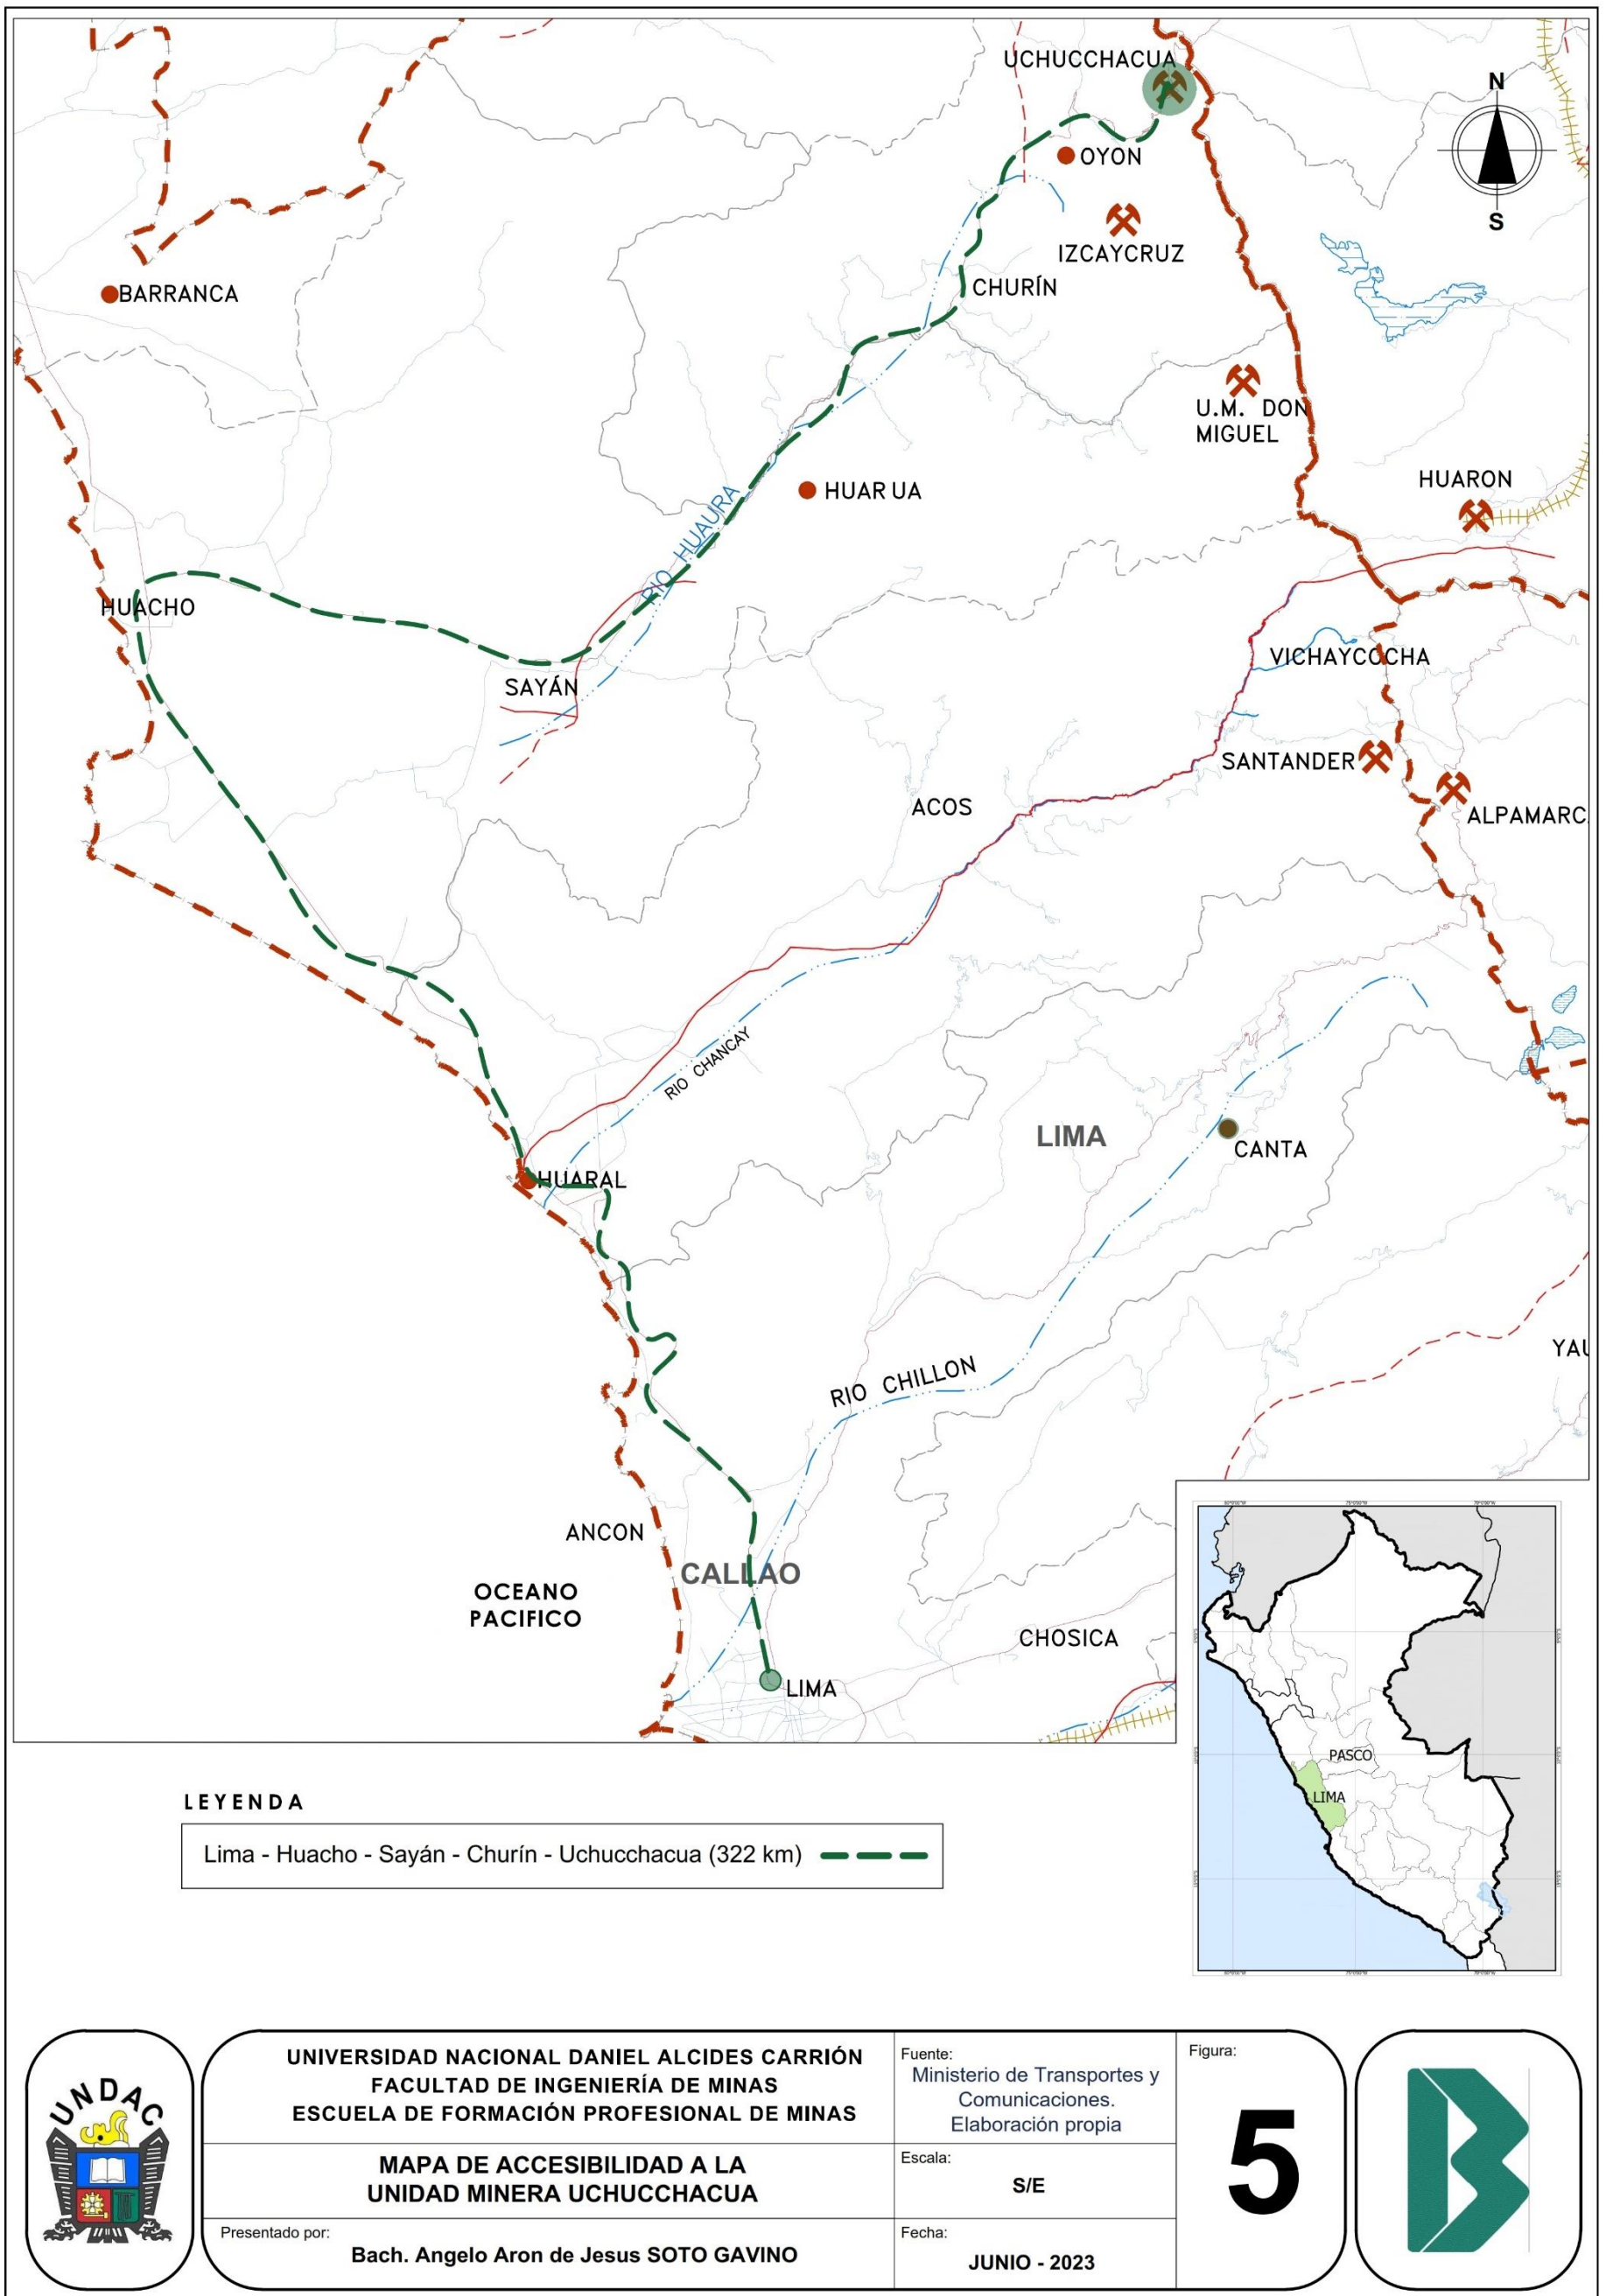 UCHUCCHACUA
N
S
OYON
IZCAYCRUZ
CHURÍN
BARRANCA
U.M. DON
MIGUEL
HUARON
HUAR UA
RIO HUAURA
HUACHO
SAYÁN
VICHAYCOCHA
SANTANDER
ACOS
ALPAMARC
RIO CHANCAY
LIMA
CANTA
HUARAL
YAU
RIO CHILLON
ANCON
CALLAO
OCEANO
PACIFICO
CHOSICA
LIMA
PASCO
LIMA
LEYENDA
Lima - Huacho - Sayán - Churín - Uchucchacua (322 km)
UNDAC
UNIVERSIDAD NACIONAL DANIEL ALCIDES CARRIÓN
FACULTAD DE INGENIERÍA DE MINAS
ESCUELA DE FORMACIÓN PROFESIONAL DE MINAS
MAPA DE ACCESIBILIDAD A LA
UNIDAD MINERA UCHUCCHACUA
Presentado por:
Bach. Angelo Aron de Jesus SOTO GAVINO
Fuente:
Ministerio de Transportes y
Comunicaciones.
Elaboración propia
Escala:
S/E
Fecha:
JUNIO - 2023
Figura:
5
B